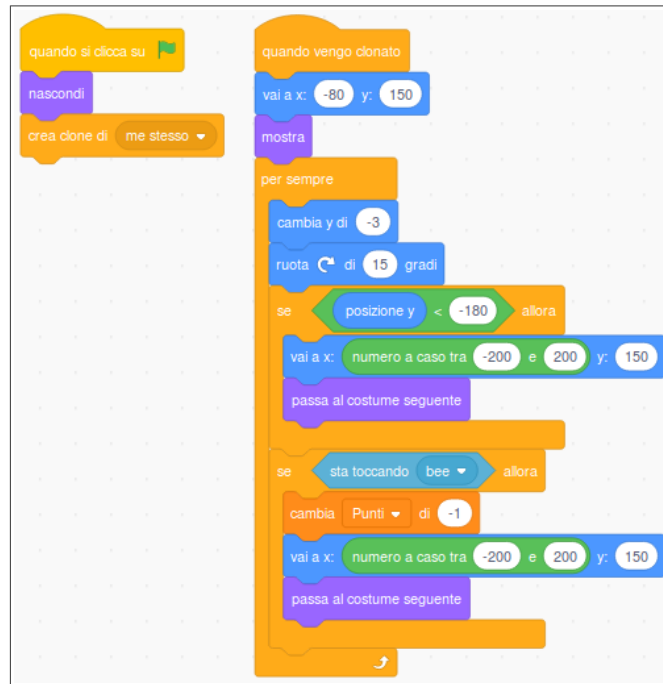 quando si clicca su
nascondi
crea clone di me stesso
quando vengo clonato
vai a x: -80 y: 150
mostra
per sempre
cambia y di -3
ruota di 15 gradi
se posizione y < -180 allora
vai a x: numero a caso tra -200 e 200 y: 150
passa al costume seguente
se sta toccando bee allora
cambia Punti di -1
vai a x: numero a caso tra -200 e 200 y: 150
passa al costume seguente